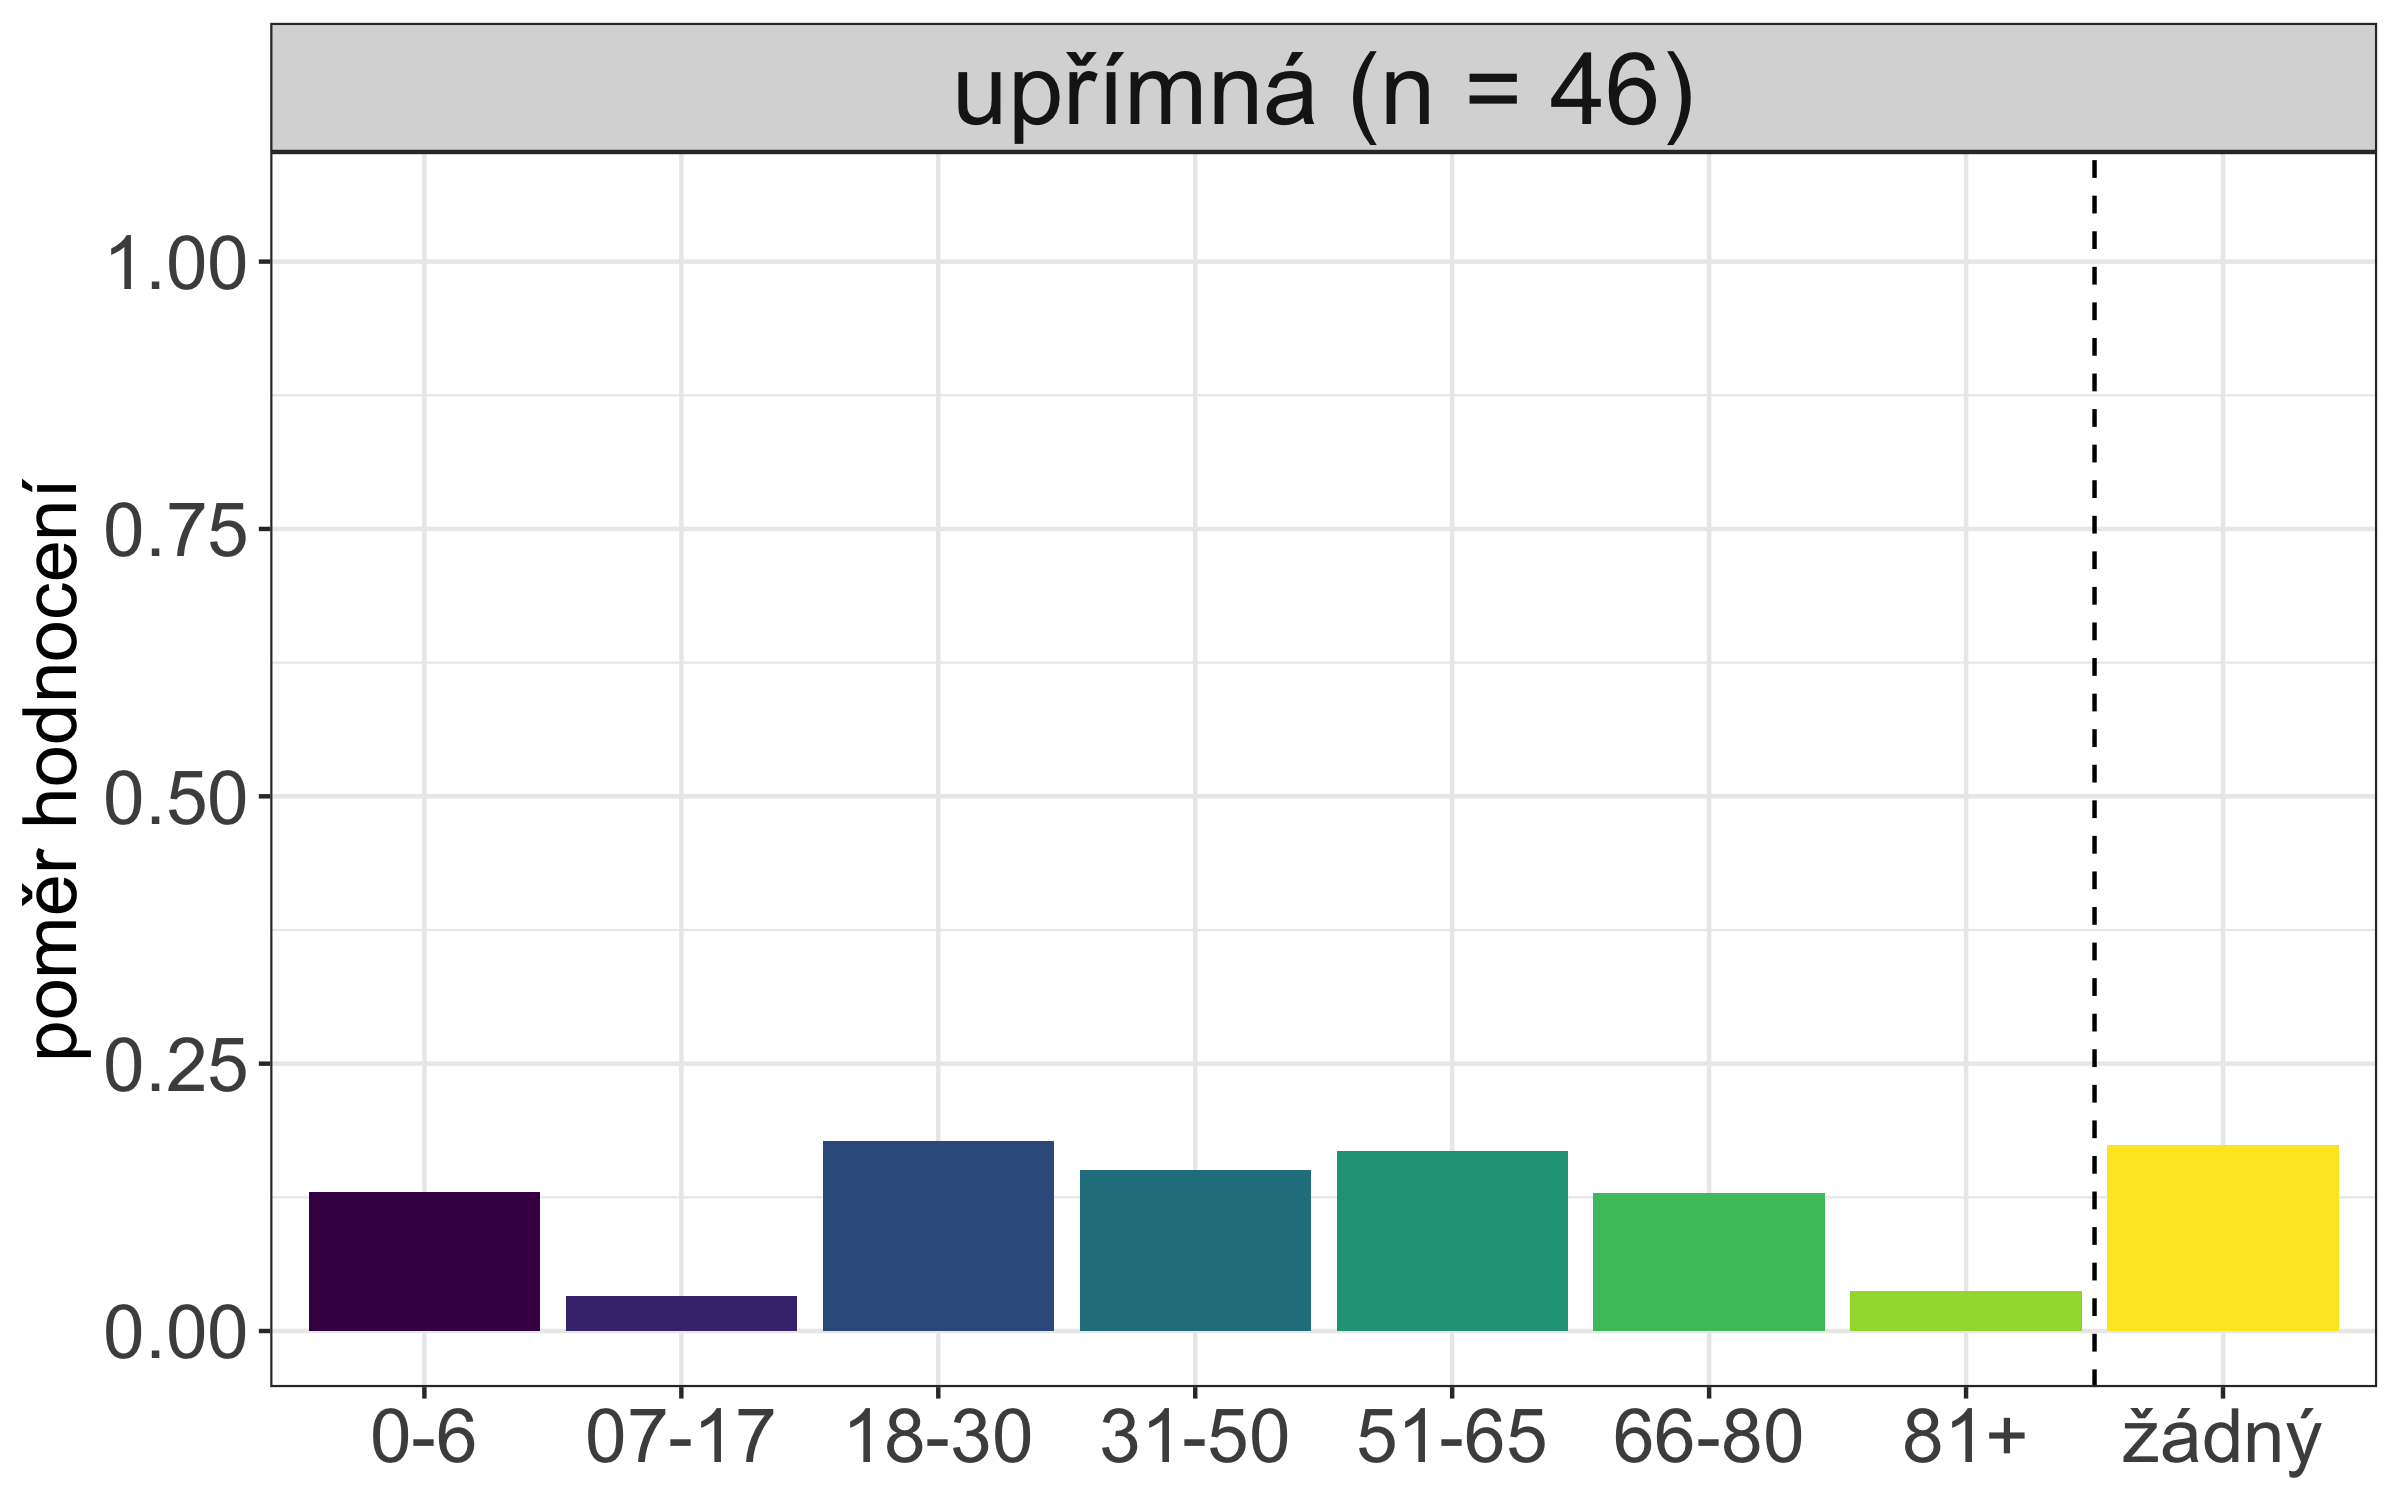 upřímná (n = 46)
poměr hodnocení
1.00
0.75
0.50
0.25
0.00
0-6 07-17 18-30 31-50 51-65 66-80 81+ žádný